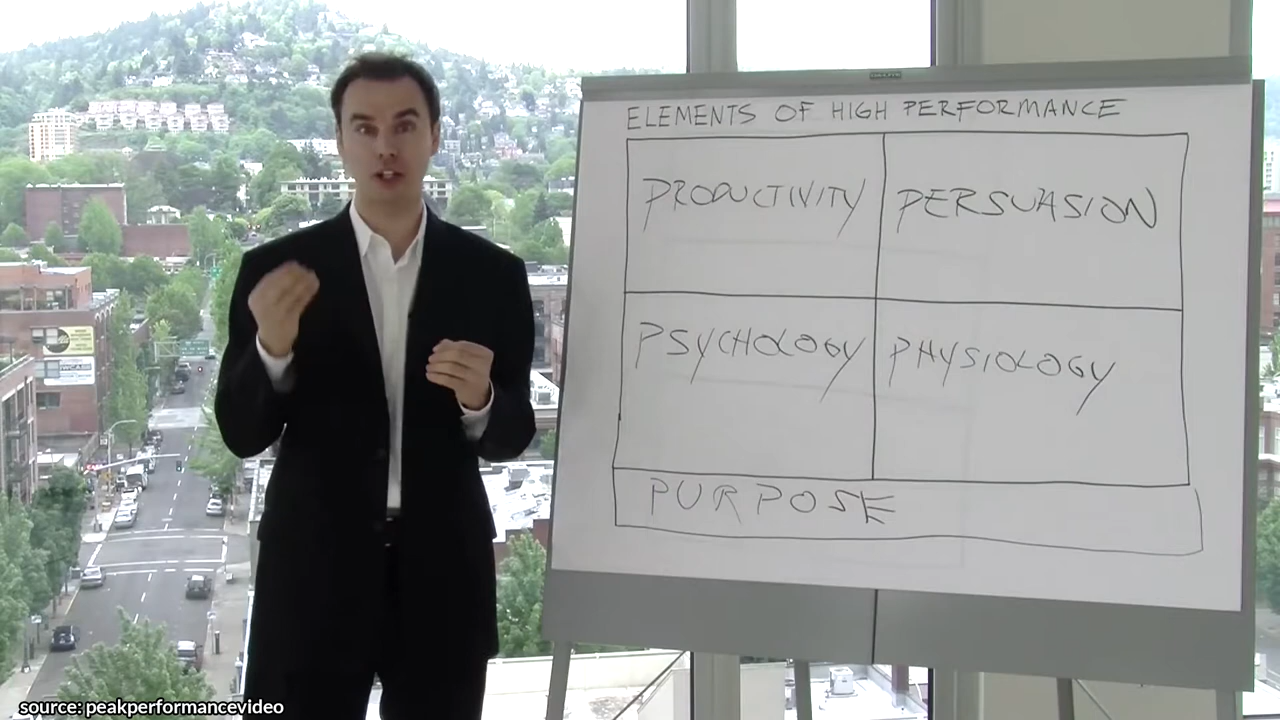 ELEMENTS OF HIGH PERFORMANCE
PRODUCTIVITY
PERSUASION
PSYCHOLOGY
PHYSIOLOGY
PURPOSE
source: peakperformancevideo